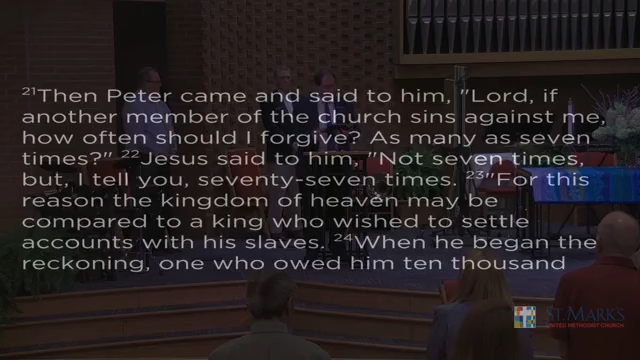 21Then Peter came and said to him, "Lord, if
another member of the church sins against me,
how often should I forgive? As many as seven
times?" 22Jesus said to him, "Not seven times,
but, I tell you, seventy-seven times. 23"For this
reason the kingdom of heaven may be
compared to a king who wished to settle
accounts with his slaves. 24When he began the
reckoning, one who owed him ten thousand
ST. MARK'S
UNITED METHODIST CHURCH